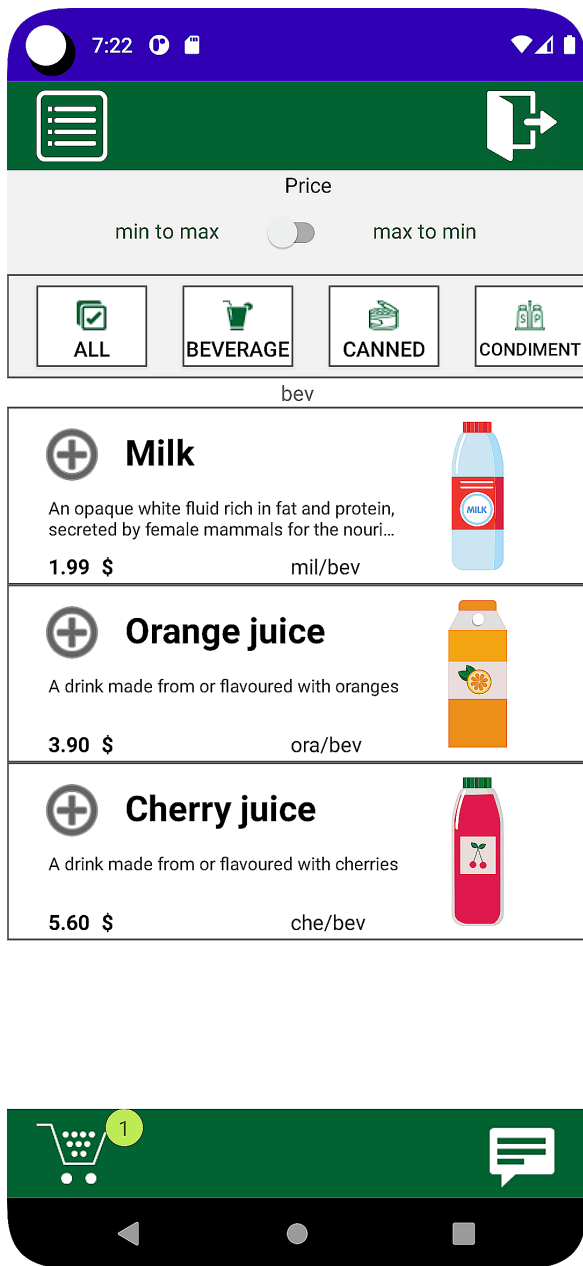 7:22
Price
min to max
max to min
ALL
BEVERAGE
CANNED
S P
CONDIMENT
bev
Milk
An opaque white fluid rich in fat and protein,
secreted by female mammals for the nouri...
MILK
1.99 $
mil/bev
Orange juice
A drink made from or flavoured with oranges
3.90 $
ora/bev
Cherry juice
A drink made from or flavoured with cherries
5.60 $
che/bev
1